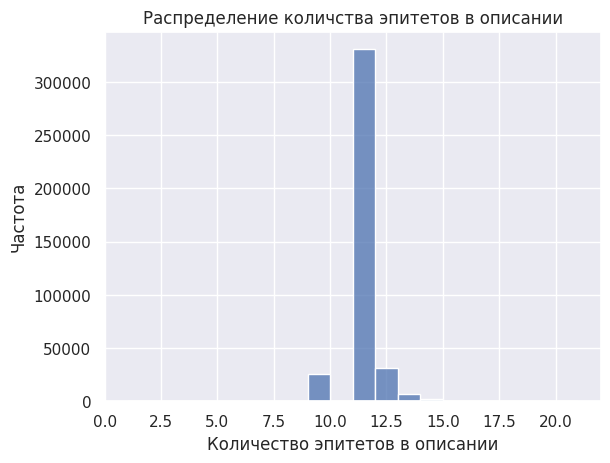 Распределение количства эпитетов в описании
Частота
300000
250000
200000
150000
100000
50000
0
0.0 2.5 5.0 7.5 10.0 12.5 15.0 17.5 20.0
Количество эпитетов в описании